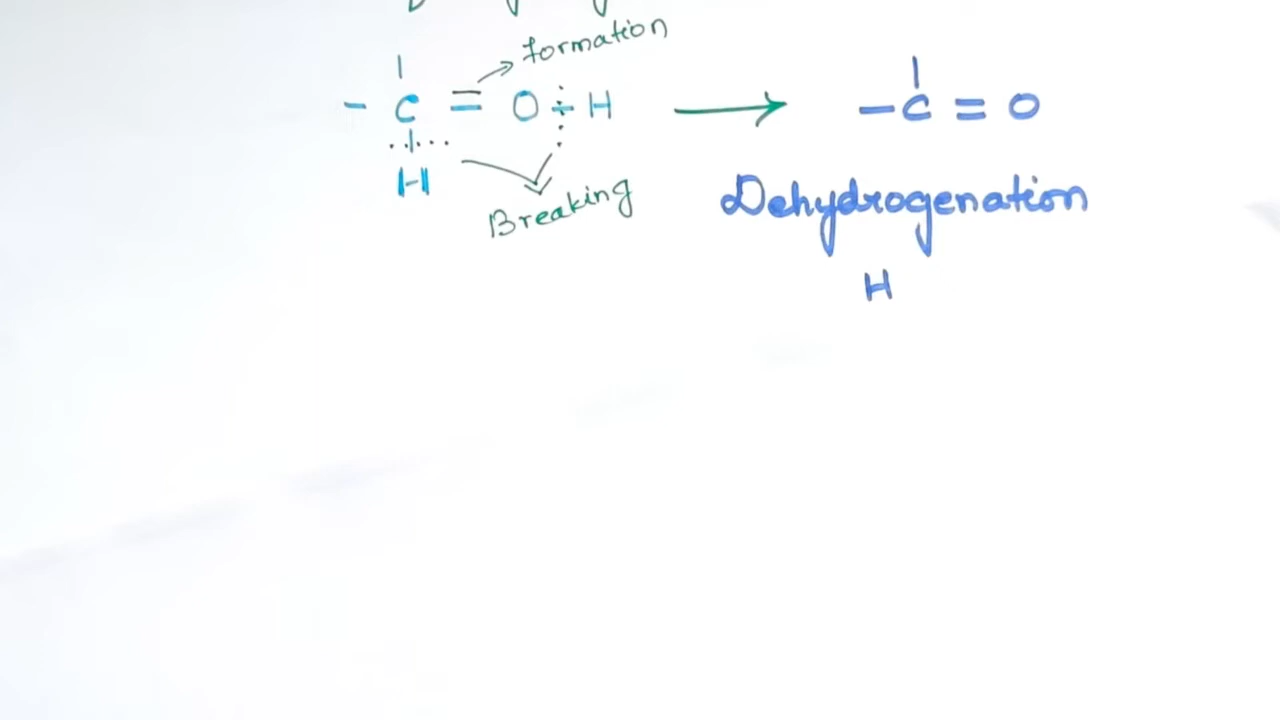 formation
- C = O ÷ H → - C = O
H
Breaking
Dehydrogenation
H